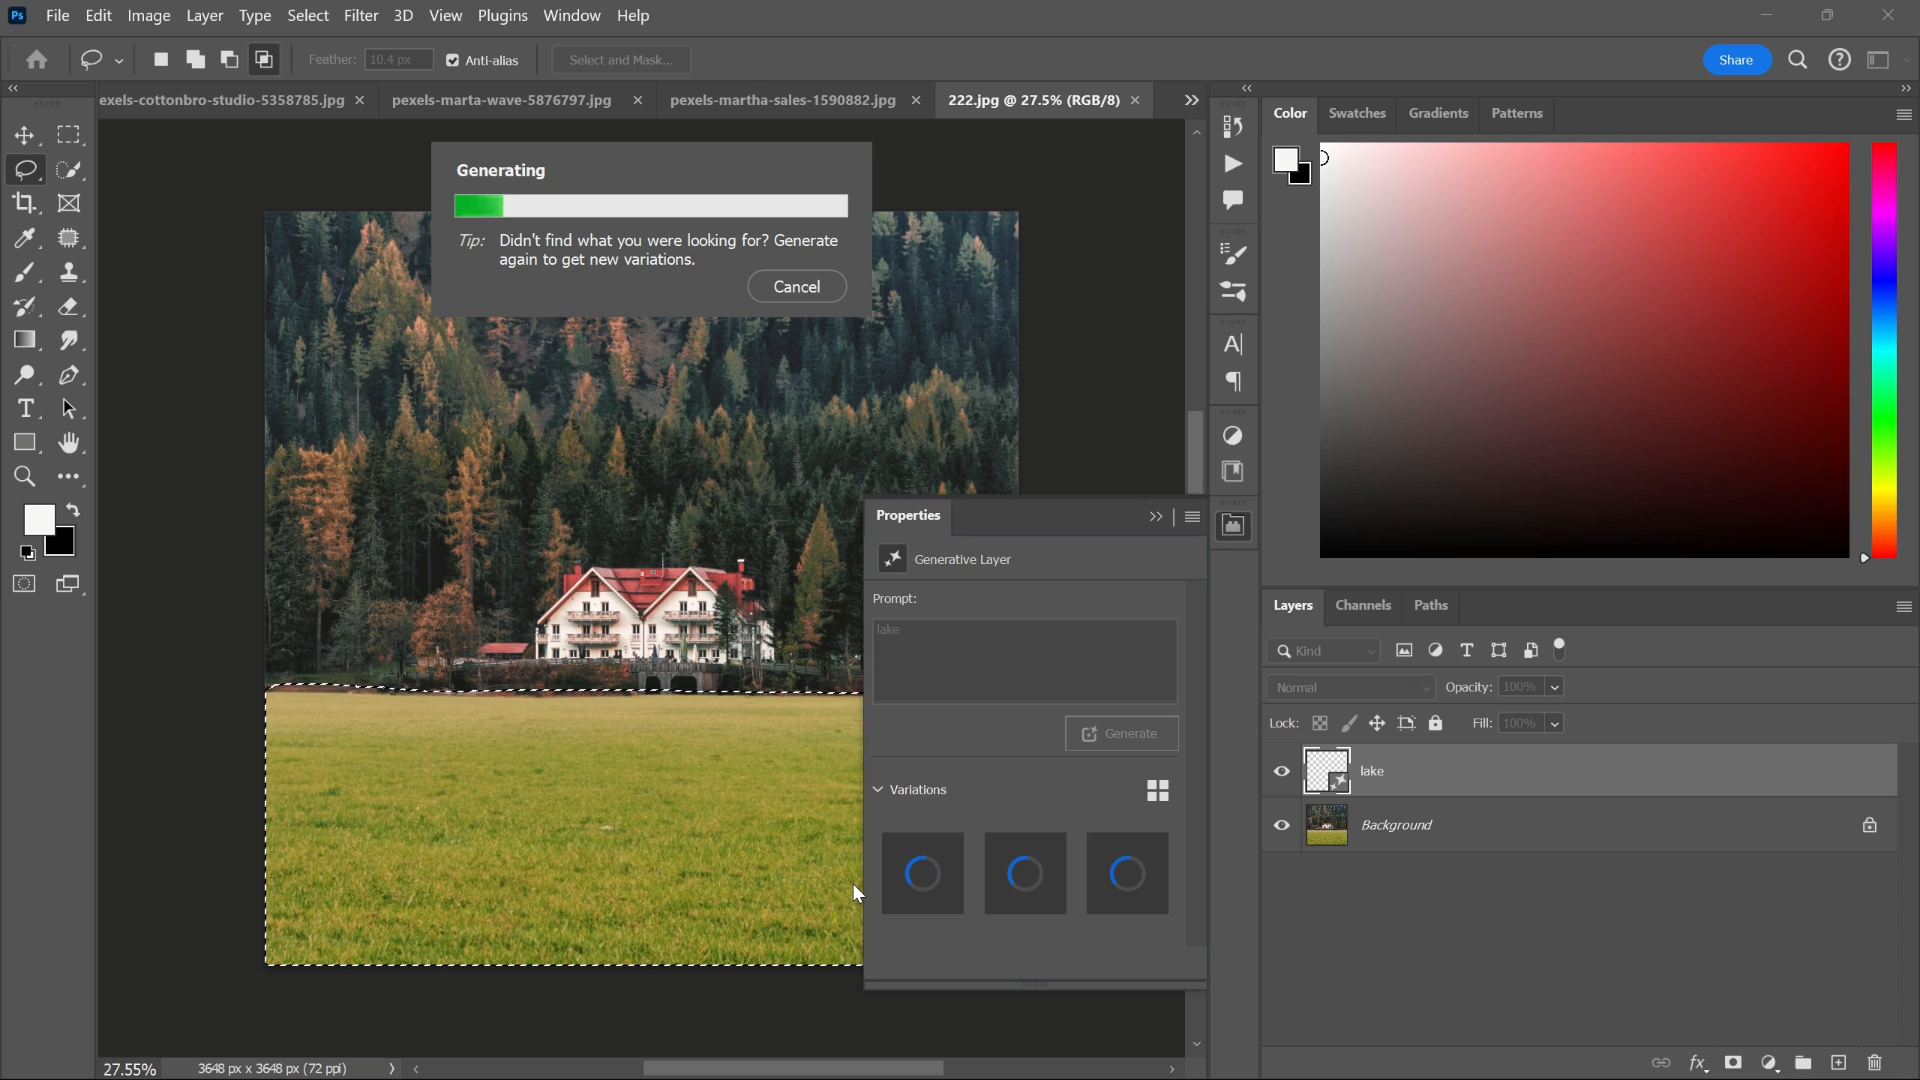 Ps File Edit Image Layer Type Select Filter 3D View Plugins Window Help
Feather: 10.4 px Anti-alias Select and Mask... Share
exels-cottonbro-studio-5358785.jpg pexels-marta-wave-5876797.jpg pexels-martha-sales-1590882.jpg 222.jpg @ 27.5% (RGB/8)
Color Swatches Gradients Patterns
Generating
Tip: Didn't find what you were looking for? Generate
again to get new variations.
Cancel
Properties
Generative Layer
Prompt:
lake
Generate
Variations
Layers Channels Paths
Kind
Normal Opacity: 100%
Lock: Fill: 100%
lake
Background
27.55% 3648 px x 3648 px (72 ppi)